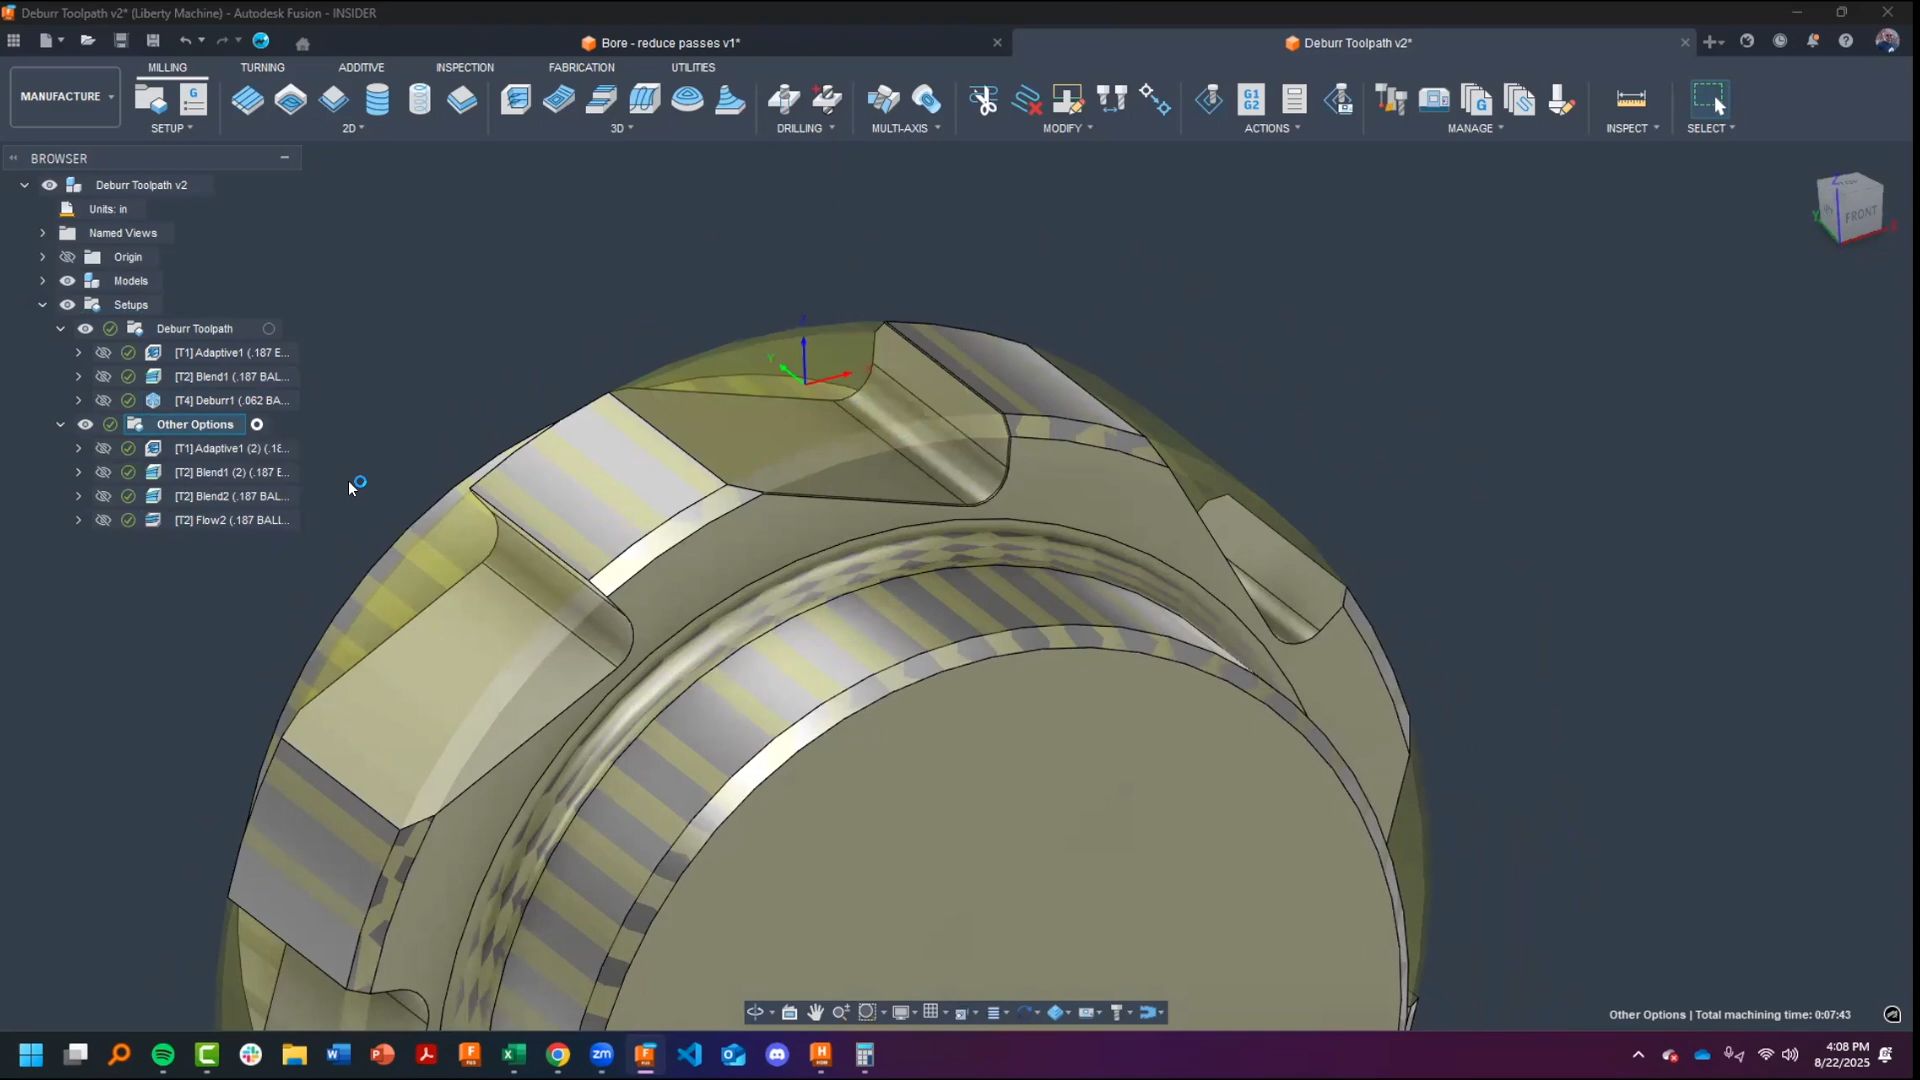 Deburr Toolpath v2* (Liberty Machine) - Autodesk Fusion - INSIDER
Bore - reduce passes v1*
Deburr Toolpath v2*
MILLING
TURNING
ADDITIVE
INSPECTION
FABRICATION
UTILITIES
MANUFACTURE
G
G1
G2
G
SETUP
2D
3D
DRILLING
MULTI-AXIS
MODIFY
ACTIONS
MANAGE
INSPECT
SELECT
BROWSER
Deburr Toolpath v2
Units: in
Named Views
Origin
Models
Setups
Deburr Toolpath
[T1] Adaptive1 (.187 E...
[T2] Blend1 (.187 BAL...
[T4] Deburr1 (.062 BA...
Other Options
[T1] Adaptive1 (2) (.18...
[T2] Blend1 (2) (.187 E...
[T2] Blend2 (.187 BAL...
[T2] Flow2 (.187 BALL...
Z
Y
Z
FRONT
Y
X
Other Options | Total machining time: 0:07:43
4:08 PM
8/22/2025